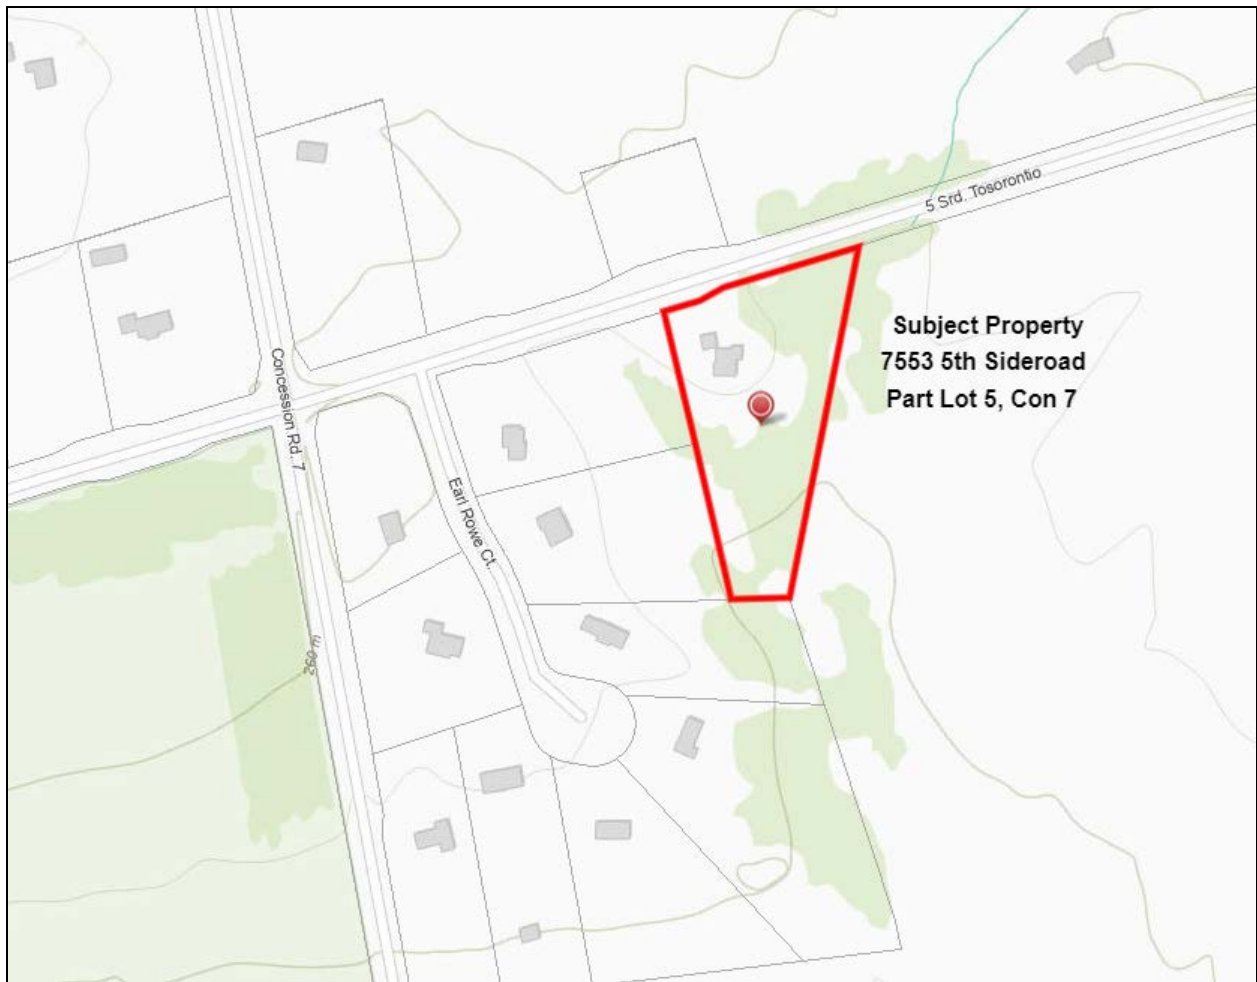 5 Srd. Tosorontio
Subject Property
7553 5th Sideroad
Part Lot 5, Con 7
Concession Rd. 7
Earl Rowe Ct.
260 m